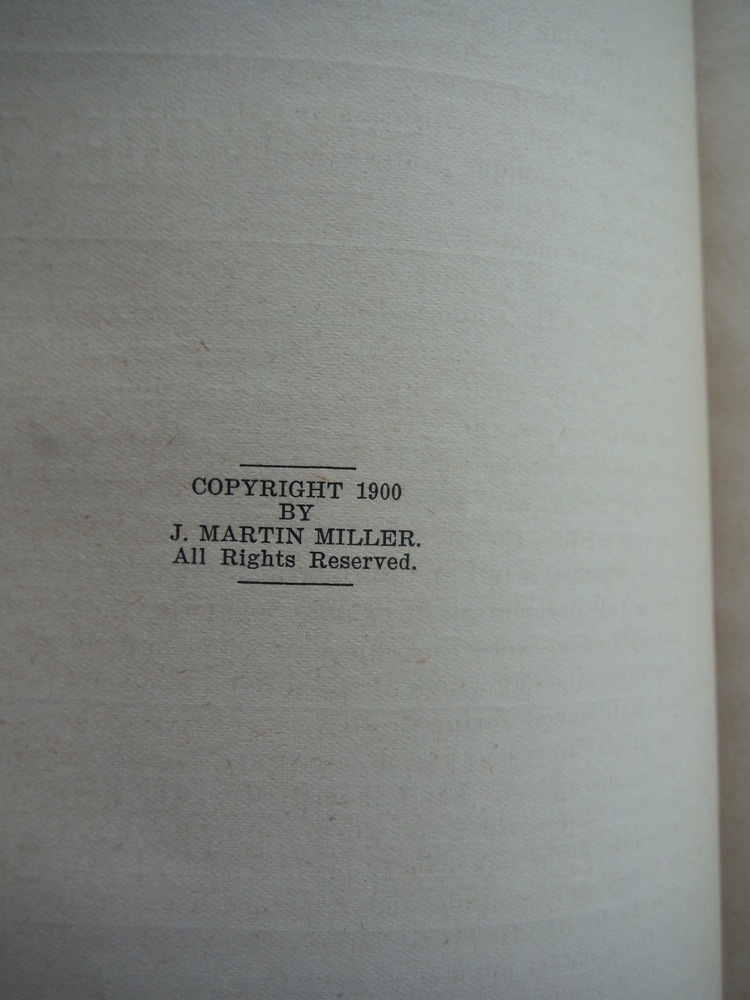 COPYRIGHT 1900
BY
J. MARTIN MILLER.
All Rights Reserved.